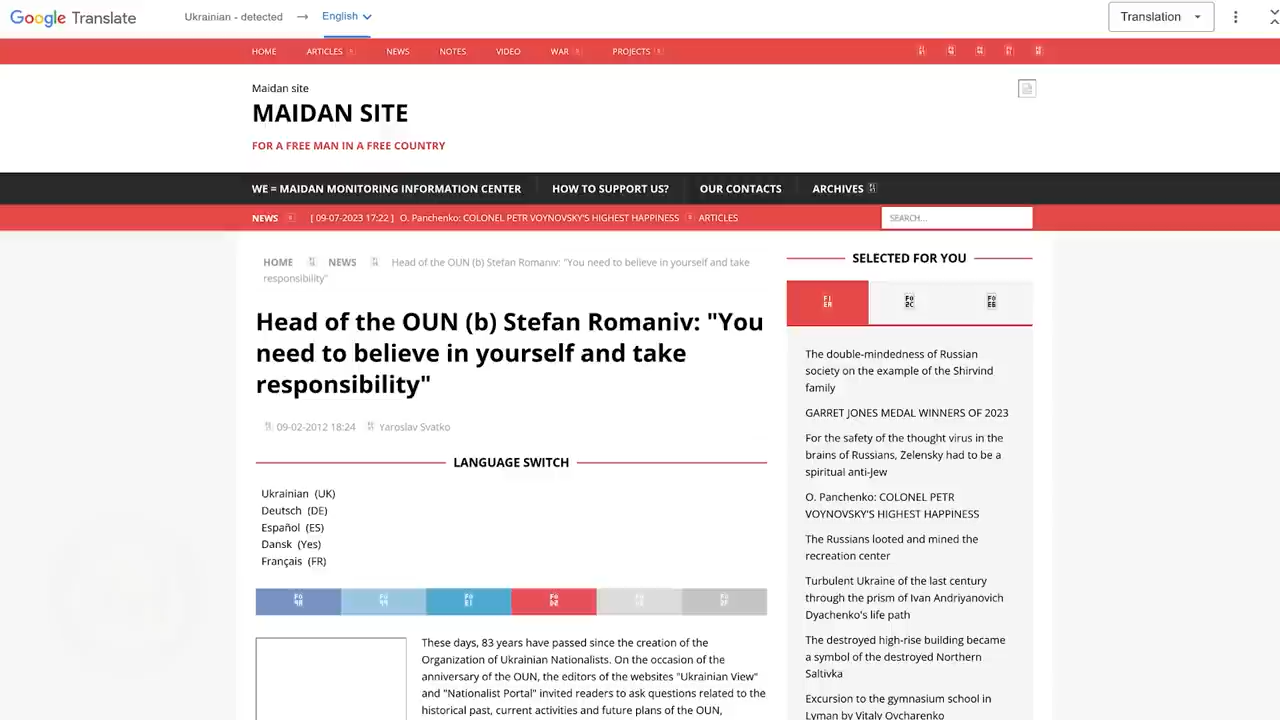 Google Translate
Ukrainian - detected → English
Translation
HOME ARTICLES NEWS NOTES VIDEO WAR PROJECTS
Maidan site
MAIDAN SITE
FOR A FREE MAN IN A FREE COUNTRY
WE = MAIDAN MONITORING INFORMATION CENTER HOW TO SUPPORT US? OUR CONTACTS ARCHIVES
NEWS [ 09-07-2023 17:22 ] O. Panchenko: COLONEL PETR VOYNOVSKY'S HIGHEST HAPPINESS ARTICLES SEARCH...
HOME NEWS Head of the OUN (b) Stefan Romaniv: "You need to believe in yourself and take
responsibility"
Head of the OUN (b) Stefan Romaniv: "You
need to believe in yourself and take
responsibility"
09-02-2012 18:24 Yaroslav Svatko
LANGUAGE SWITCH
Ukrainian (UK)
Deutsch (DE)
Español (ES)
Dansk (Yes)
Français (FR)
These days, 83 years have passed since the creation of the
Organization of Ukrainian Nationalists. On the occasion of the
anniversary of the OUN, the editors of the websites "Ukrainian View"
and "Nationalist Portal" invited readers to ask questions related to the
historical past, current activities and future plans of the OUN,
SELECTED FOR YOU
The double-mindedness of Russian
society on the example of the Shirvind
family
GARRET JONES MEDAL WINNERS OF 2023
For the safety of the thought virus in the
brains of Russians, Zelensky had to be a
spiritual anti-Jew
O. Panchenko: COLONEL PETR
VOYNOVSKY'S HIGHEST HAPPINESS
The Russians looted and mined the
recreation center
Turbulent Ukraine of the last century
through the prism of Ivan Andriyanovich
Dyachenko's life path
The destroyed high-rise building became
a symbol of the destroyed Northern
Saltivka
Excursion to the gymnasium school in
Lyman by Vitaly Ovcharenko